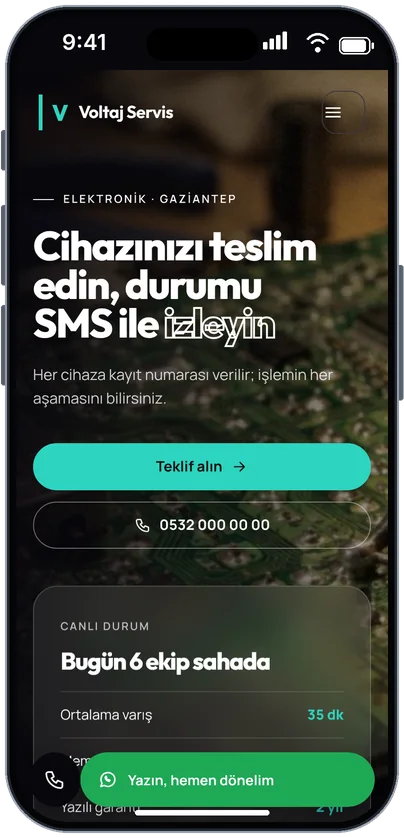 9:41
V Voltaj Servis
ELEKTRONİK · GAZİANTEP
Cihazınızı teslim
edin, durumu
SMS ile izleyin
Her cihaza kayıt numarası verilir; işlemin her
aşamasını bilirsiniz.
Teklif alın →
0532 000 00 00
CANLI DURUM
Bugün 6 ekip sahada
Ortalama varış 35 dk
Yazın, hemen dönelim
Yazılı garanti 2 yıl